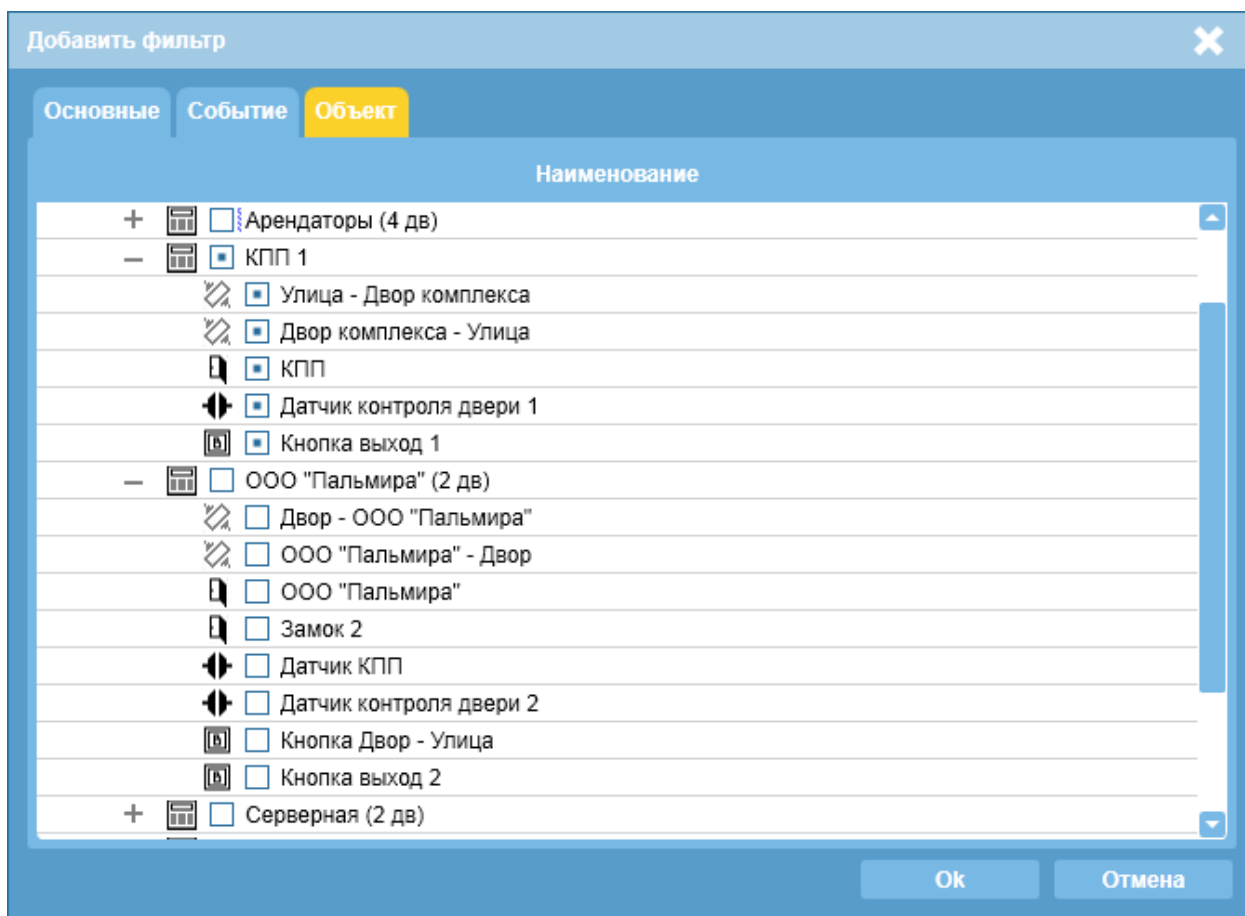 Добавить фильтр
Основные Событие Объект
Наименование
Арендаторы (4 дв)
КПП 1
Улица - Двор комплекса
Двор комплекса - Улица
КПП
Датчик контроля двери 1
Кнопка выход 1
ООО "Пальмира" (2 дв)
Двор - ООО "Пальмира"
ООО "Пальмира" - Двор
ООО "Пальмира"
Замок 2
Датчик КПП
Датчик контроля двери 2
Кнопка Двор - Улица
Кнопка выход 2
Серверная (2 дв)
Ok Отмена